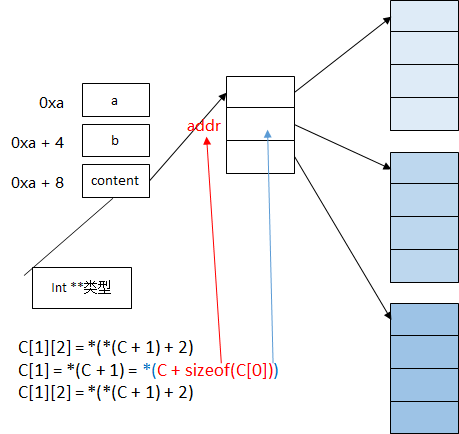 0xa
a
addr
0xa + 4
b
0xa + 8
content
Int **类型
C[1][2] = *(*(C + 1) + 2)
C[1] = *(C + 1) = *(C + sizeof(C[0]))
C[1][2] = *(*(C + 1) + 2)